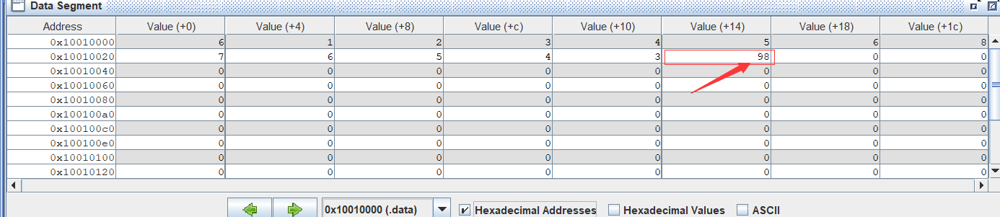 Data Segment
Address Value (+0) Value (+4) Value (+8) Value (+c) Value (+10) Value (+14) Value (+18) Value (+1c)
0x10010000 6 1 2 3 4 5 6 8
0x10010020 7 6 5 4 3 98 0 0
0x10010040 0 0 0 0 0 0 0 0
0x10010060 0 0 0 0 0 0 0 0
0x10010080 0 0 0 0 0 0 0 0
0x100100a0 0 0 0 0 0 0 0 0
0x100100c0 0 0 0 0 0 0 0 0
0x100100e0 0 0 0 0 0 0 0 0
0x10010100 0 0 0 0 0 0 0 0
0x10010120 0 0 0 0 0 0 0 0
0x10010000 (.data) Hexadecimal Addresses Hexadecimal Values ASCII